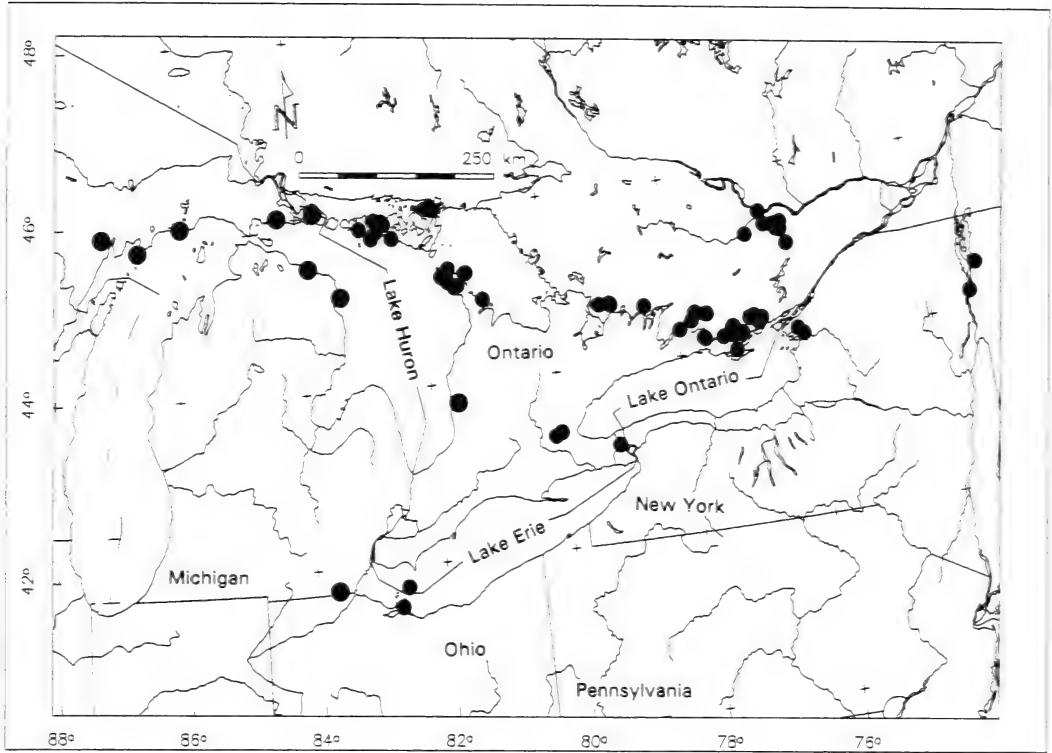 48°
46°
44°
42°
N
0 250 km
Lake Huron
Ontario
Lake Ontario
New York
Lake Erie
Michigan
Ohio
Pennsylvania
88° 86° 84° 82° 80° 78° 76°